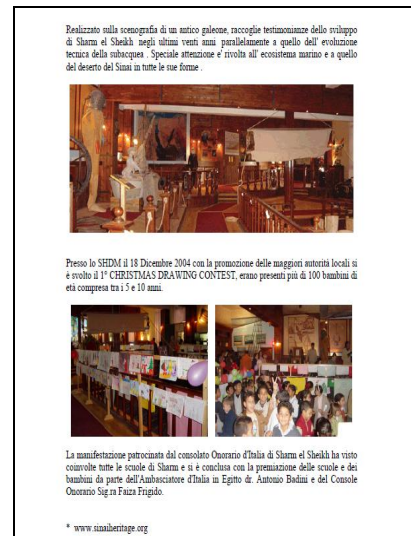 Realizzato sulla scenografia di un antico galeone, raccoglie testimonianze dello sviluppo
di Sharm el Sheikh negli ultimi venti anni parallelamente a quello dell' evoluzione
tecnica della subacquea . Speciale attenzione e' rivolta all' ecosistema marino e a quello
del deserto del Sinai in tutte le sue forme .
Presso lo SHDM il 18 Dicembre 2004 con la promozione delle maggiori autorità locali si
è svolto il 1° CHRISTMAS DRAWING CONTEST, erano presenti più di 100 bambini di
età compresa tra i 5 e 10 anni.
La manifestazione patrocinata dal consolato Onorario d'Italia di Sharm el Sheikh ha visto
coinvolte tutte le scuole di Sharm e si è conclusa con la premiazione delle scuole e dei
bambini da parte dell'Ambasciatore d'Italia in Egitto dr. Antonio Badini e del Console
Onorario Sig.ra Faiza Frigido.
* www.sinaiheritage.org